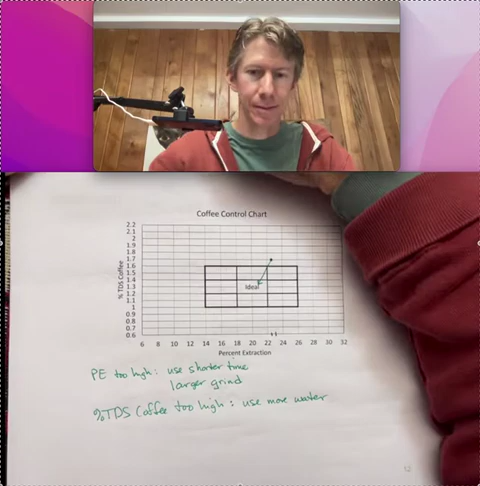 Coffee Control Chart
2.2
2.1
2
1.9
1.8
1.7
1.6
1.5
1.4
1.3
1.2
1.1
1
0.9
0.8
0.7
0.6
% TDS Coffee
Ideal
6 8 10 12 14 16 18 20 22 24 26 28 30 32
Percent Extraction
PE too high: use shorter time
larger grind
%TDS Coffee too high: use more water
12